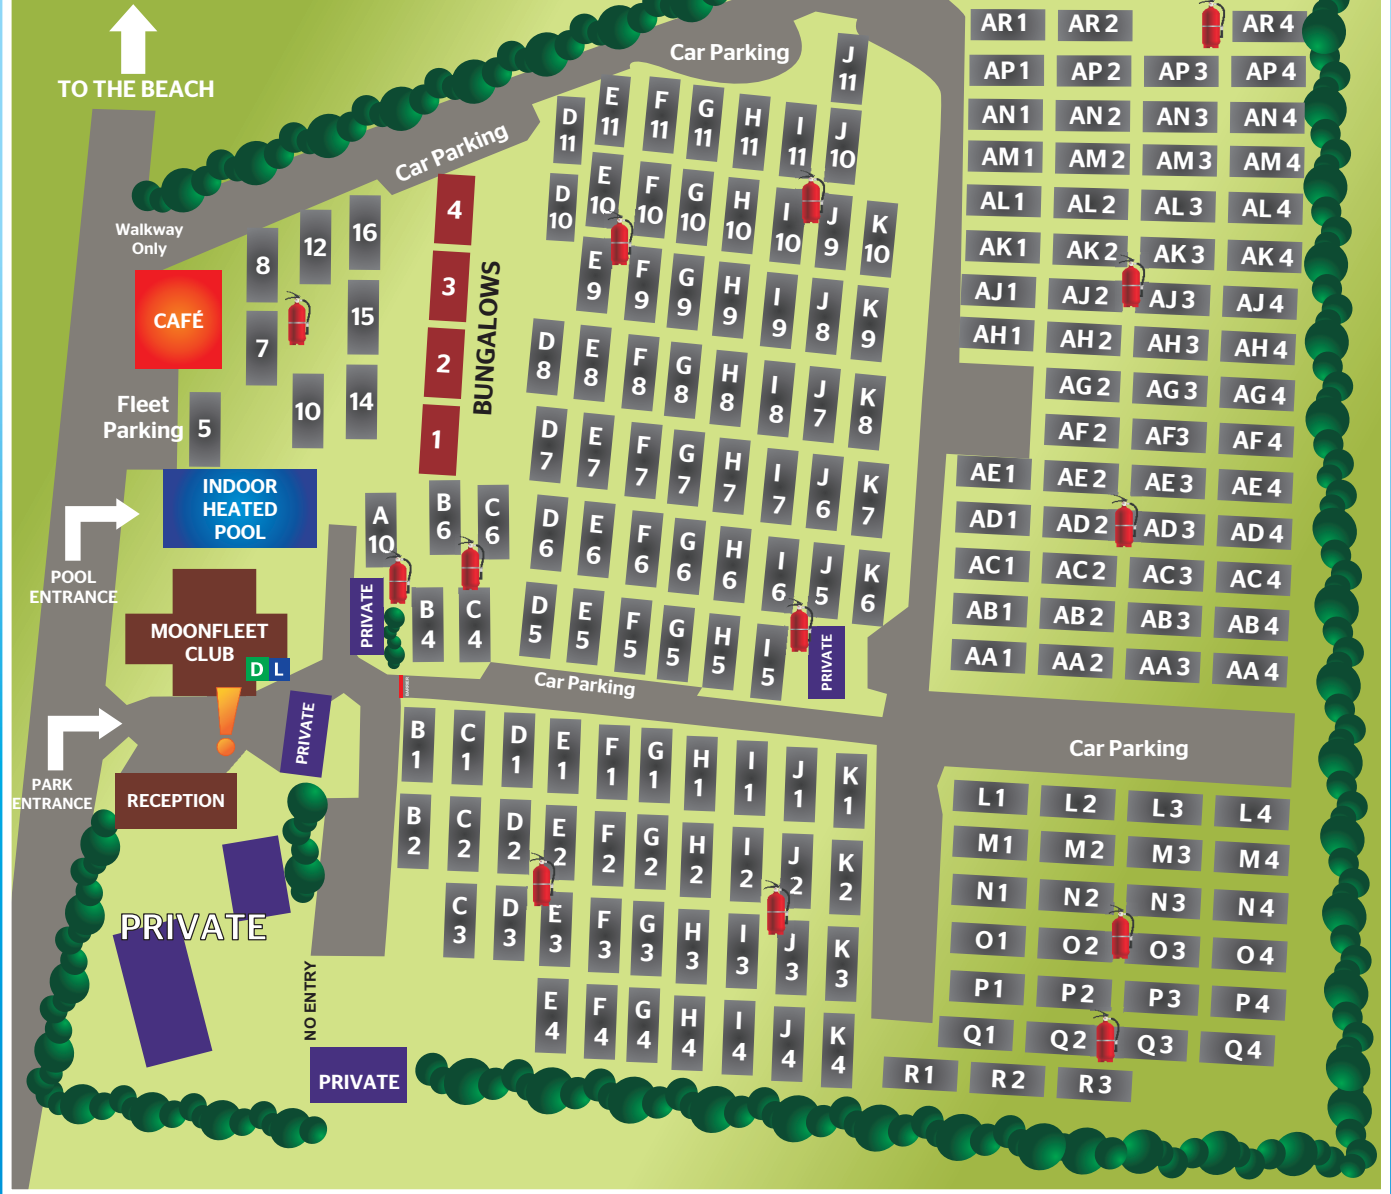 TO THE BEACH
Car Parking
Car Parking
Walkway
Only
CAFÉ
Fleet
Parking
8
12
16
7
15
5
10
14
4
3
2
1
BUNGALOWS
INDOOR
HEATED
POOL
POOL
ENTRANCE
MOONFLEET
CLUB
D L
PARK
ENTRANCE
RECEPTION
PRIVATE
PRIVATE
PRIVATE
NO ENTRY
PRIVATE
PRIVATE
Car Parking
Car Parking
A 10
B 6
C 6
B 4
C 4
D 11
E 11
F 11
G 11
H 11
I 11
J 11
J 10
D 10
E 10
F 10
G 10
H 10
I 10
J 9
K 10
E 9
F 9
G 9
H 9
I 9
J 8
K 9
D 8
E 8
F 8
G 8
H 8
I 8
J 7
K 8
D 7
E 7
F 7
G 7
H 7
I 7
J 6
K 7
D 6
E 6
F 6
G 6
H 6
I 6
J 5
K 6
D 5
E 5
F 5
G 5
H 5
I 5
B 1
C 1
D 1
E 1
F 1
G 1
H 1
I 1
J 1
K 1
B 2
C 2
D 2
E 2
F 2
G 2
H 2
I 2
J 2
K 2
C 3
D 3
E 3
F 3
G 3
H 3
I 3
J 3
K 3
E 4
F 4
G 4
H 4
I 4
J 4
K 4
AR 1 AR 2 AR 4
AP 1 AP 2 AP 3 AP 4
AN 1 AN 2 AN 3 AN 4
AM 1 AM 2 AM 3 AM 4
AL 1 AL 2 AL 3 AL 4
AK 1 AK 2 AK 3 AK 4
AJ 1 AJ 2 AJ 3 AJ 4
AH 1 AH 2 AH 3 AH 4
AG 2 AG 3 AG 4
AF 2 AF3 AF 4
AE 1 AE 2 AE 3 AE 4
AD 1 AD 2 AD 3 AD 4
AC 1 AC 2 AC 3 AC 4
AB 1 AB 2 AB 3 AB 4
AA 1 AA 2 AA 3 AA 4
L 1 L 2 L 3 L 4
M 1 M 2 M 3 M 4
N 1 N 2 N 3 N 4
O 1 O 2 O 3 O 4
P 1 P 2 P 3 P 4
Q 1 Q 2 Q 3 Q 4
R 1 R 2 R 3